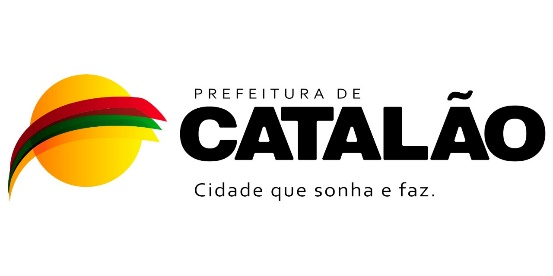 PREFEITURA DE
CATALÃO
Cidade que sonha e faz.